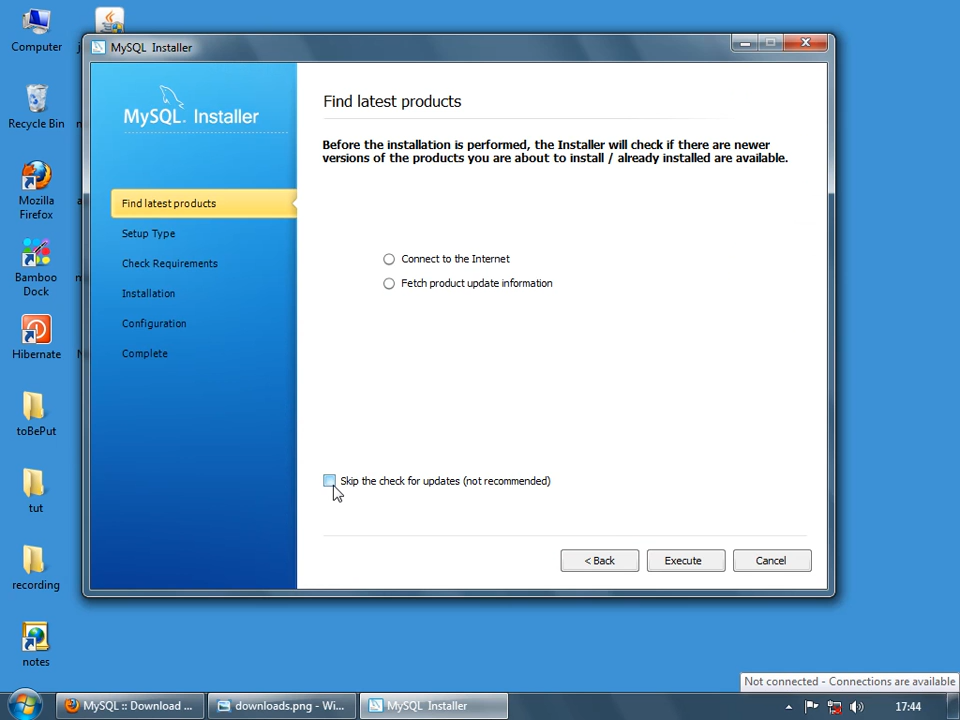 Computer
Recycle Bin
Mozilla
Firefox
Bamboo
Dock
Hibernate
toBePut
tut
recording
notes
MySQL Installer
MySQL. Installer
Find latest products
Setup Type
Check Requirements
Installation
Configuration
Complete
Find latest products
Before the installation is performed, the Installer will check if there are newer
versions of the products you are about to install / already installed are available.
Connect to the Internet
Fetch product update information
Skip the check for updates (not recommended)
< Back
Execute
Cancel
Not connected - Connections are available
MySQL :: Download ...
downloads.png - Wi...
MySQL Installer
17:44